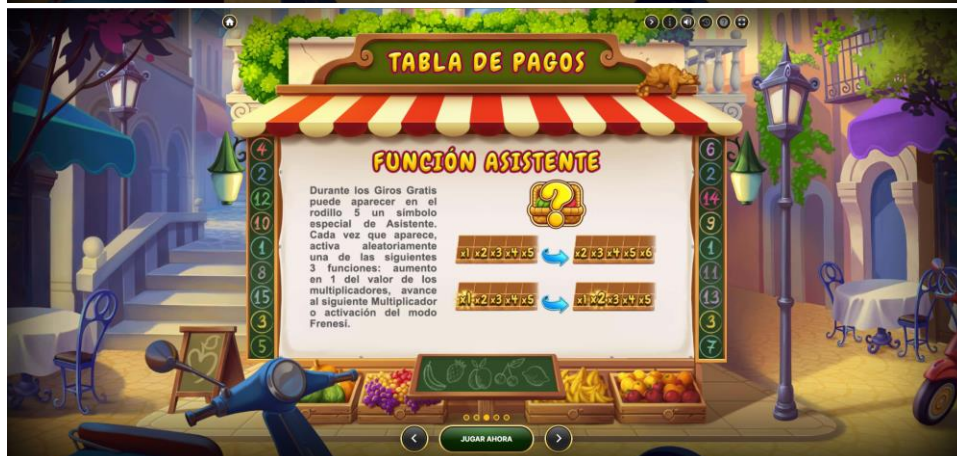 TABLA DE PAGOS
FUNCIÓN ASISTENTE
Durante los Giros Gratis
puede aparecer en el
rodillo 5 un símbolo
especial de Asistente.
Cada vez que aparece,
activa aleatoriamente
una de las siguientes
3 funciones: aumento
en 1 del valor de los
multiplicadores, avance
al siguiente Multiplicador
o activación del modo
Frenesí.
?
x1 x2 x3 x4 x5
x2 x3 x4 x5 x6
x1 x2 x3 x4 x5
x1 x2 x3 x4 x5
4
2
12
10
1
8
15
3
5
6
2
14
9
1
11
13
3
7
JUGAR AHORA